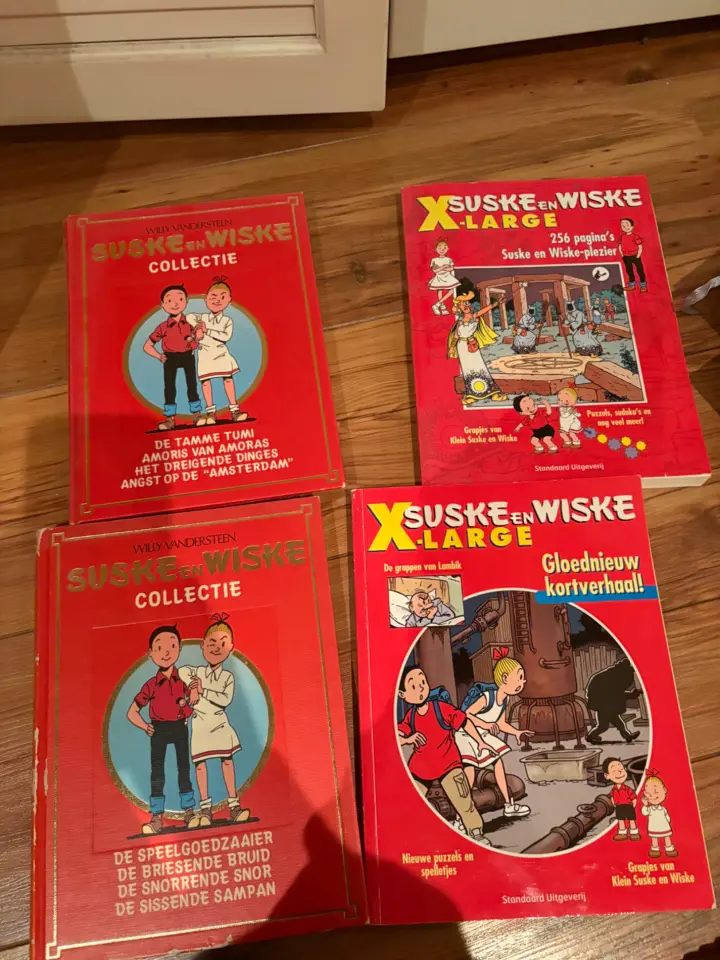 WILLY VANDERSTEEN
SUSKE EN WISKE
COLLECTIE
DE TAMME TUMI
AMORIS VAN AMORAS
HET DREIGENDE DINGES
ANGST OP DE "AMSTERDAM"
SUSKE EN WISKE
X-LARGE
256 pagina's
Suske en Wiske-plezier
Grapjes van
Klein Suske en Wiske
Puzzels, sudoku's en
nog veel meer!
Standaard Uitgeverij
WILLY VANDERSTEEN
SUSKE EN WISKE
COLLECTIE
DE SPEELGOEDZAAIER
DE BRIESENDE BRUID
DE SNORRENDE SNOR
DE SISSENDE SAMPAN
SUSKE EN WISKE
X-LARGE
De grappen van Lambik
Gloednieuw
kortverhaal!
Nieuwe puzzels en
spelletjes
Grapjes van
Klein Suske en Wiske
Standaard Uitgeverij